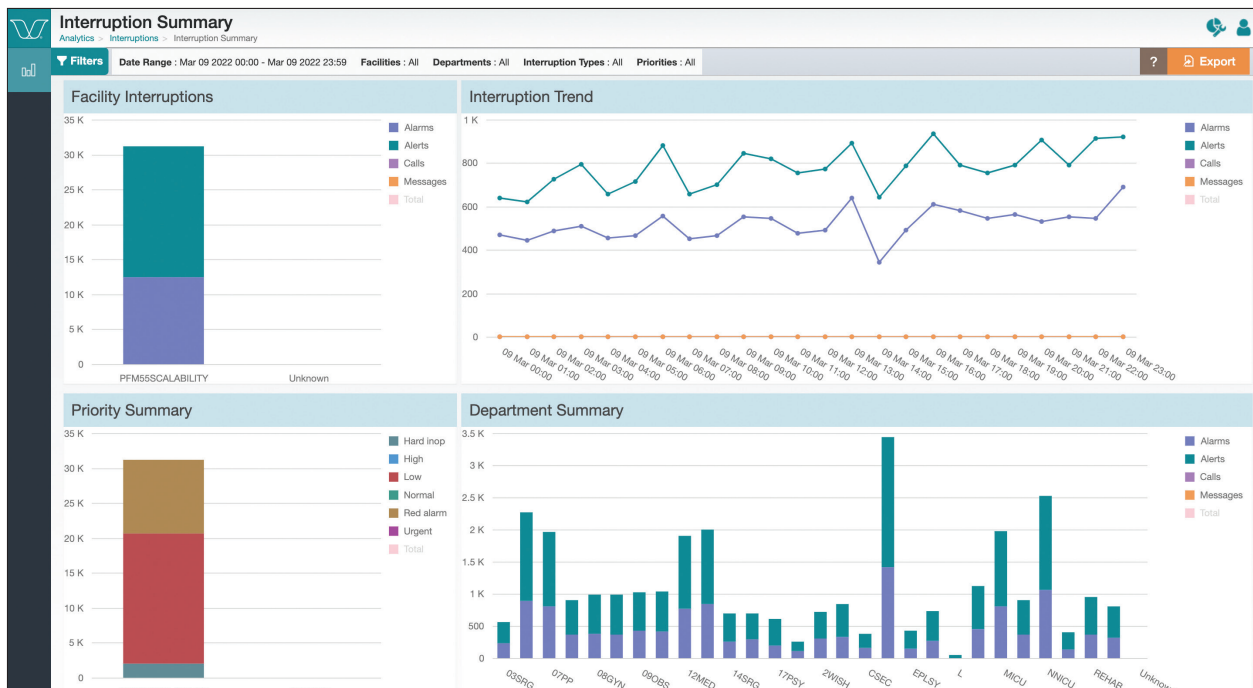 Interruption Summary
Analytics > Interruptions > Interruption Summary
Filters
Date Range : Mar 09 2022 00:00 - Mar 09 2022 23:59 Facilities : All Departments : All Interruption Types : All Priorities : All
?
Export
Facility Interruptions
35 K
30 K
25 K
20 K
15 K
10 K
5 K
0
PFM55SCALABILITY
Unknown
Alarms
Alerts
Calls
Messages
Total
Interruption Trend
1 K
800
600
400
200
0
09 Mar 00:00
09 Mar 01:00
09 Mar 02:00
09 Mar 03:00
09 Mar 04:00
09 Mar 05:00
09 Mar 06:00
09 Mar 07:00
09 Mar 08:00
09 Mar 09:00
09 Mar 10:00
09 Mar 11:00
09 Mar 12:00
09 Mar 13:00
09 Mar 14:00
09 Mar 15:00
09 Mar 16:00
09 Mar 17:00
09 Mar 18:00
09 Mar 19:00
09 Mar 20:00
09 Mar 21:00
09 Mar 22:00
09 Mar 23:00
Alarms
Alerts
Calls
Messages
Total
Priority Summary
35 K
30 K
25 K
20 K
15 K
10 K
5 K
0
Hard inop
High
Low
Normal
Red alarm
Urgent
Total
Department Summary
3.5 K
3 K
2.5 K
2 K
1.5 K
1 K
500
0
03SRG
07PP
08GYN
09OBS
12MED
14SRG
17PSY
2WISH
CSEC
EPLSY
L
MICU
NNICU
REHAB
Unknow
Alarms
Alerts
Calls
Messages
Total